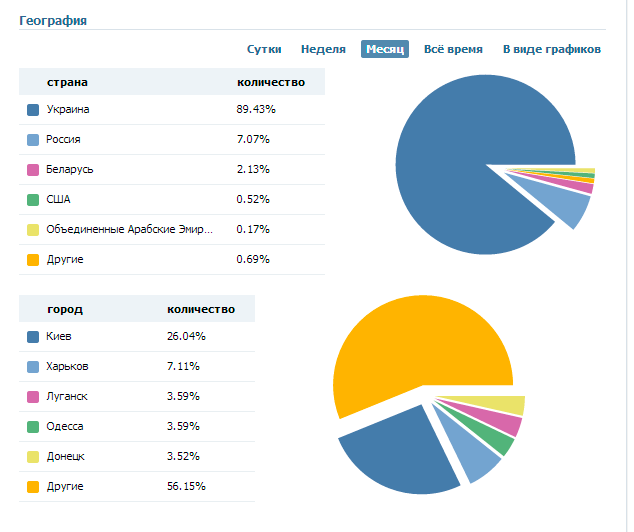 География
Сутки Неделя Месяц Всё время В виде графиков
страна количество
Украина 89.43%
Россия 7.07%
Беларусь 2.13%
США 0.52%
Объединенные Арабские Эмир... 0.17%
Другие 0.69%
город количество
Киев 26.04%
Харьков 7.11%
Луганск 3.59%
Одесса 3.59%
Донецк 3.52%
Другие 56.15%